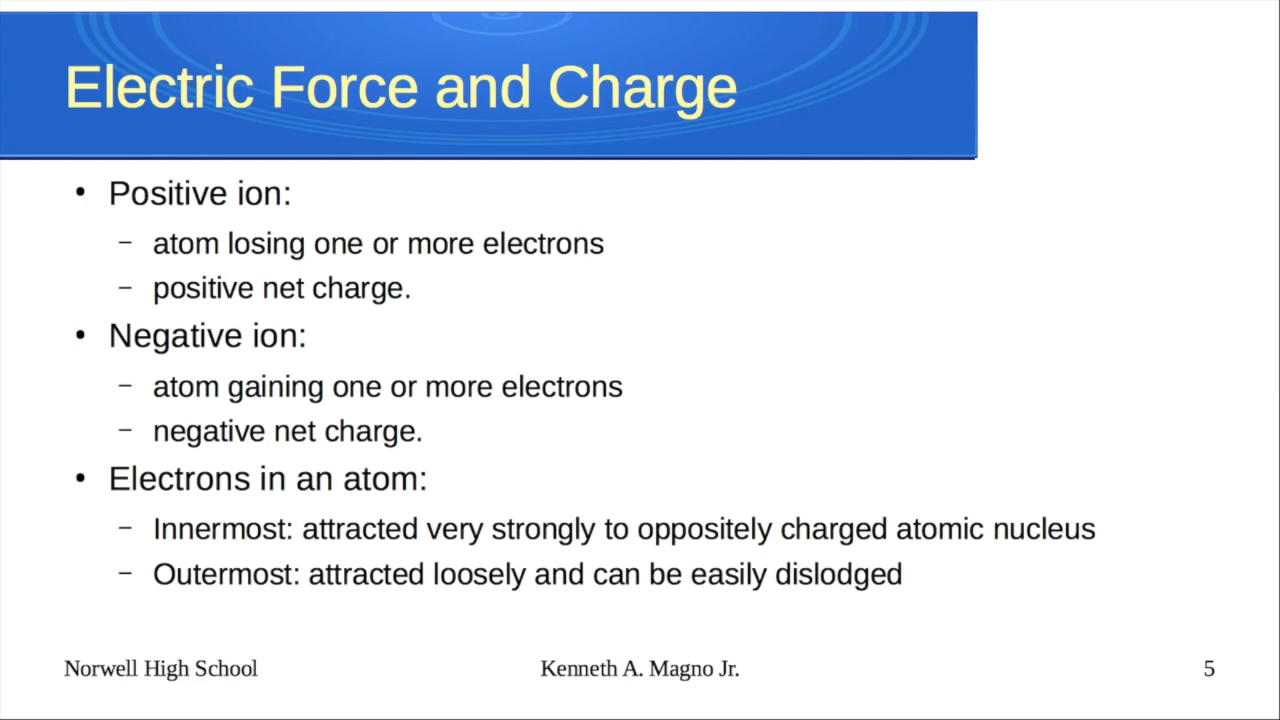 Electric Force and Charge
• Positive ion:
– atom losing one or more electrons
– positive net charge.
• Negative ion:
– atom gaining one or more electrons
– negative net charge.
• Electrons in an atom:
– Innermost: attracted very strongly to oppositely charged atomic nucleus
– Outermost: attracted loosely and can be easily dislodged
Norwell High School Kenneth A. Magno Jr. 5